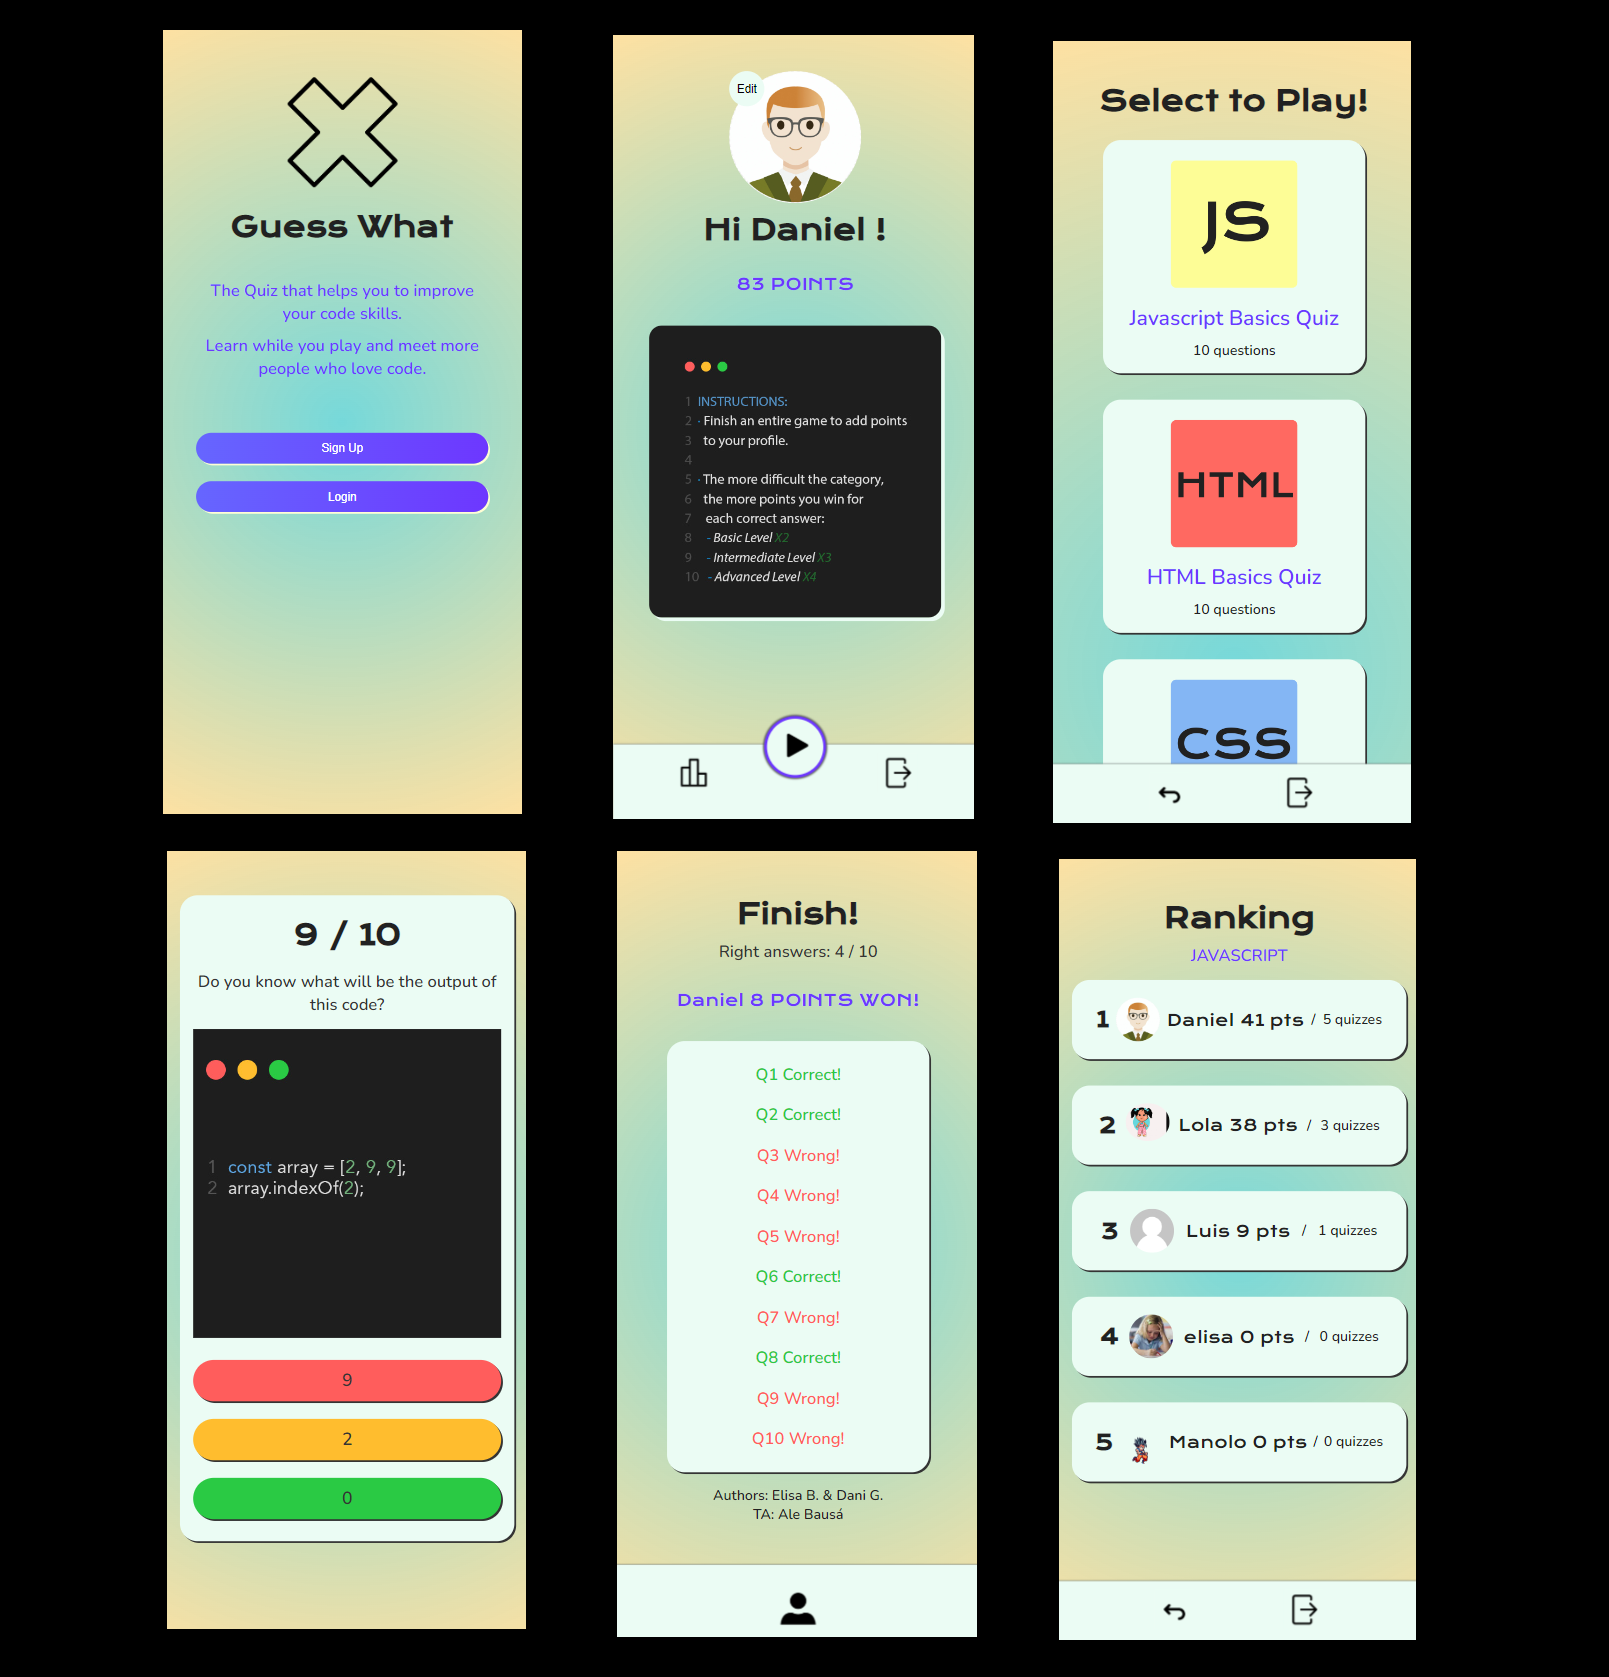 Guess What
The Quiz that helps you to improve
your code skills.
Learn while you play and meet more
people who love code.
Sign Up
Login
Edit
Hi Daniel !
83 POINTS
1 INSTRUCTIONS:
2 · Finish an entire game to add points
3 to your profile.
4
5 · The more difficult the category,
6 the more points you win for
7 each correct answer:
8 - Basic Level X2
9 - Intermediate Level X3
10 - Advanced Level X4
Select to Play!
JS
Javascript Basics Quiz
10 questions
HTML
HTML Basics Quiz
10 questions
CSS
9 / 10
Do you know what will be the output of
this code?
1 const array = [2, 9, 9];
2 array.indexOf(2);
9
2
0
Finish!
Right answers: 4 / 10
Daniel 8 POINTS WON!
Q1 Correct!
Q2 Correct!
Q3 Wrong!
Q4 Wrong!
Q5 Wrong!
Q6 Correct!
Q7 Wrong!
Q8 Correct!
Q9 Wrong!
Q10 Wrong!
Authors: Elisa B. & Dani G.
TA: Ale Bausá
Ranking
JAVASCRIPT
1 Daniel 41 pts / 5 quizzes
2 Lola 38 pts / 3 quizzes
3 Luis 9 pts / 1 quizzes
4 elisa 0 pts / 0 quizzes
5 Manolo 0 pts / 0 quizzes